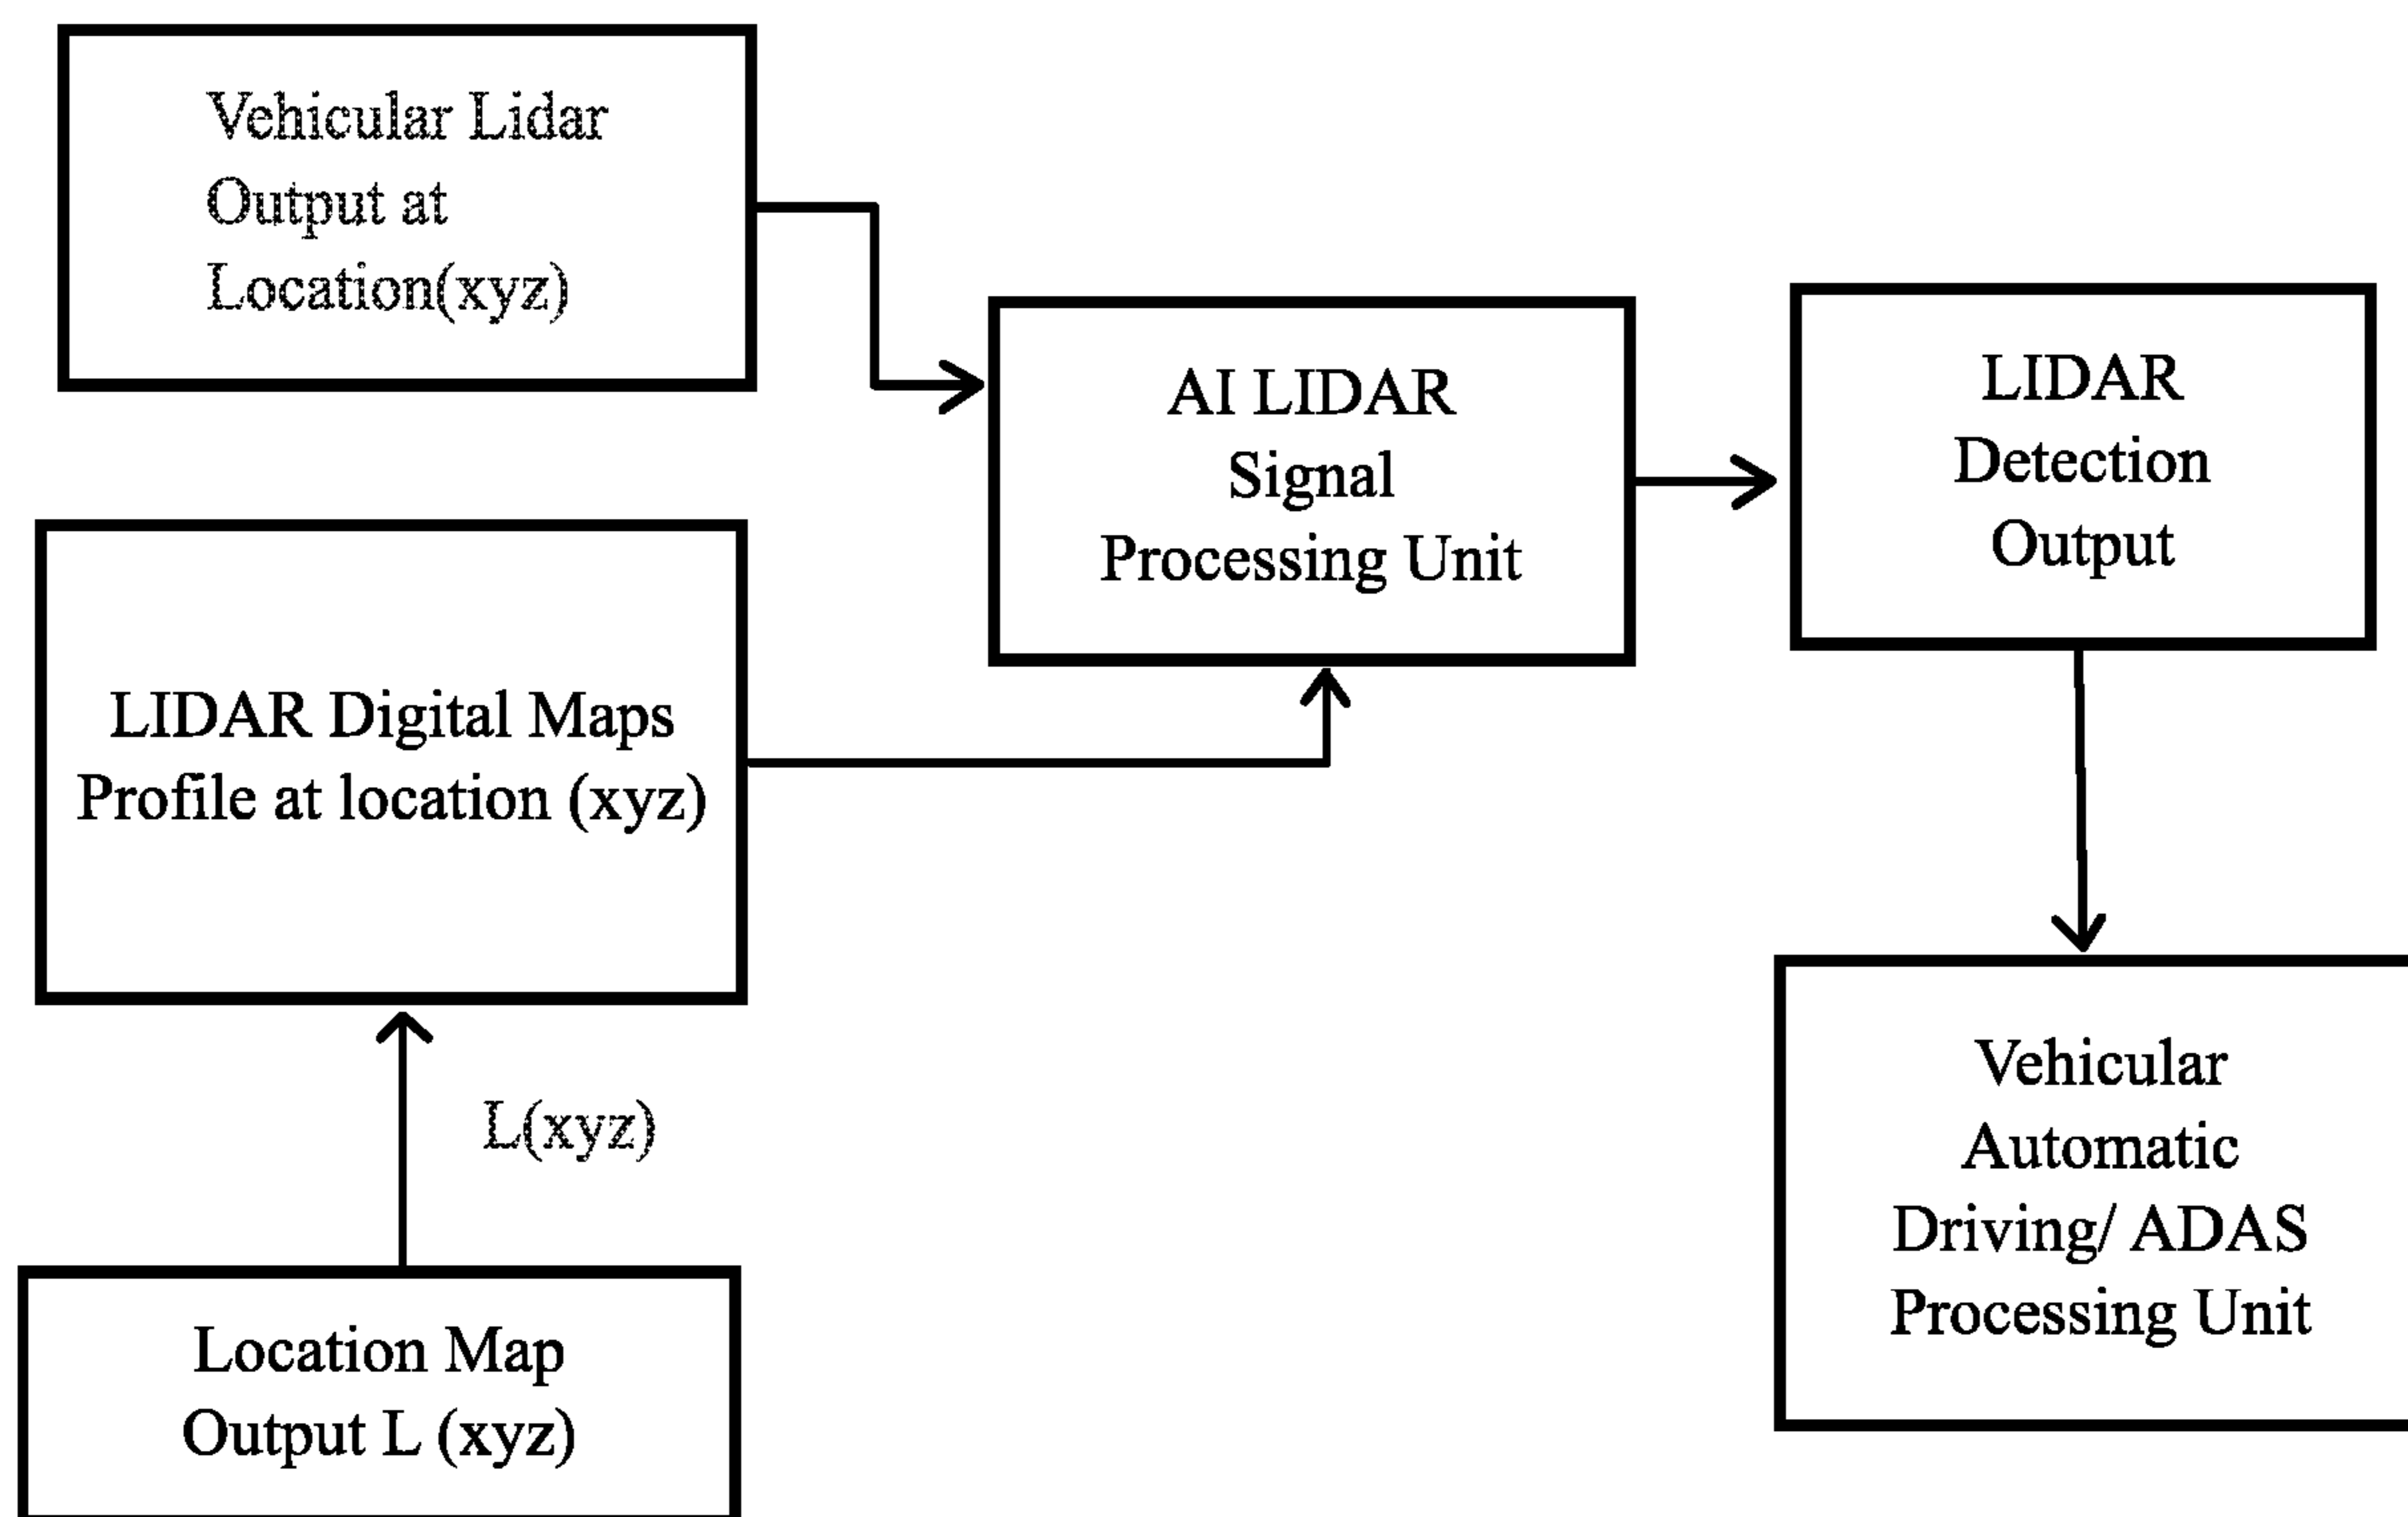 Vehicular Lidar
Output at
Location(xyz)
AI LIDAR
Signal
Processing Unit
LIDAR
Detection
Output
LIDAR Digital Maps
Profile at location (xyz)
L(xyz)
Location Map
Output L (xyz)
Vehicular
Automatic
Driving/ ADAS
Processing Unit